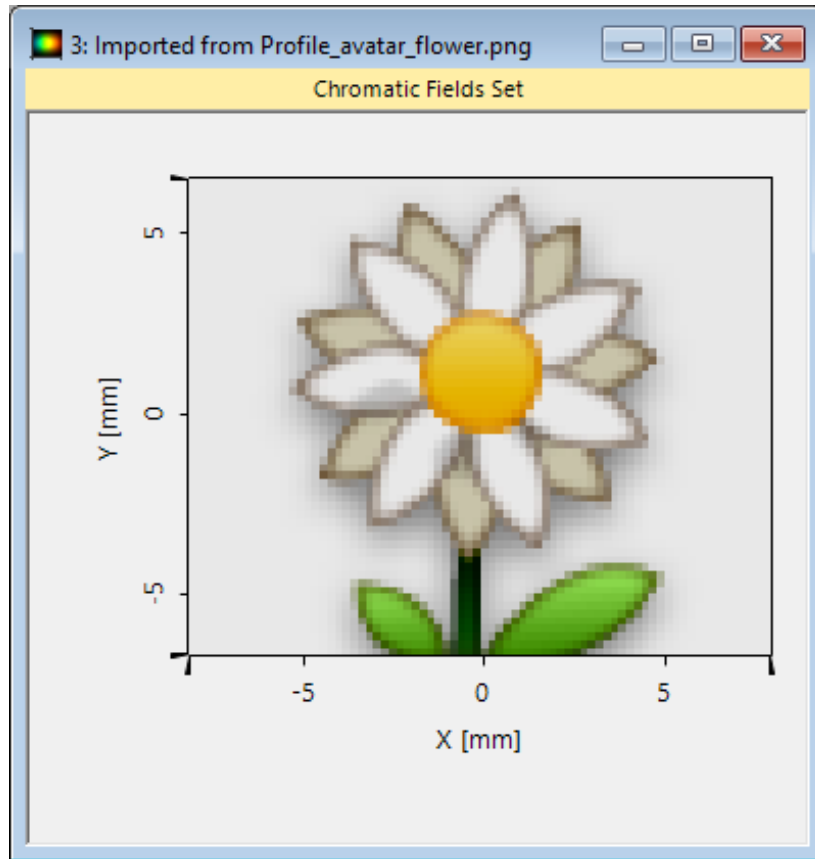 3: Imported from Profile_avatar_flower.png
Chromatic Fields Set
5
0
-5
Y [mm]
-5 0 5
X [mm]